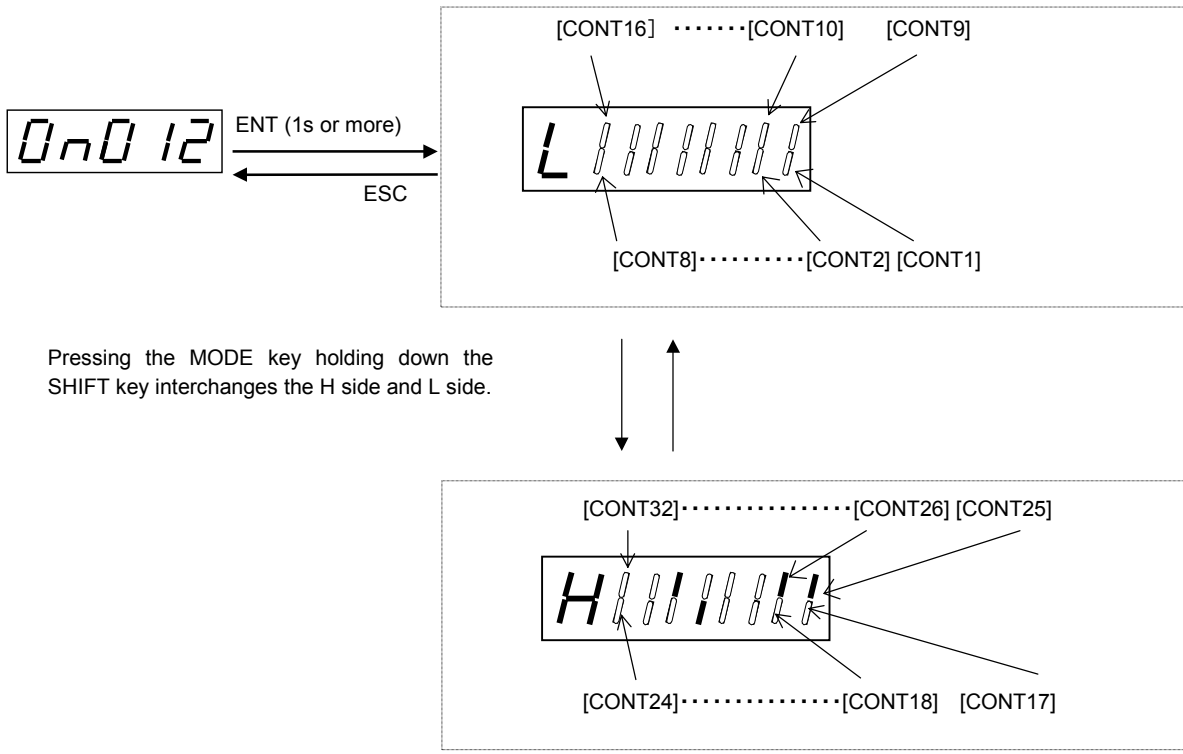 [CONT16] ·······[CONT10] [CONT9]
0n012
ENT (1s or more)
ESC
L
[CONT8]··········[CONT2] [CONT1]
Pressing the MODE key holding down the
SHIFT key interchanges the H side and L side.
[CONT32]················[CONT26] [CONT25]
H
[CONT24]···············[CONT18] [CONT17]